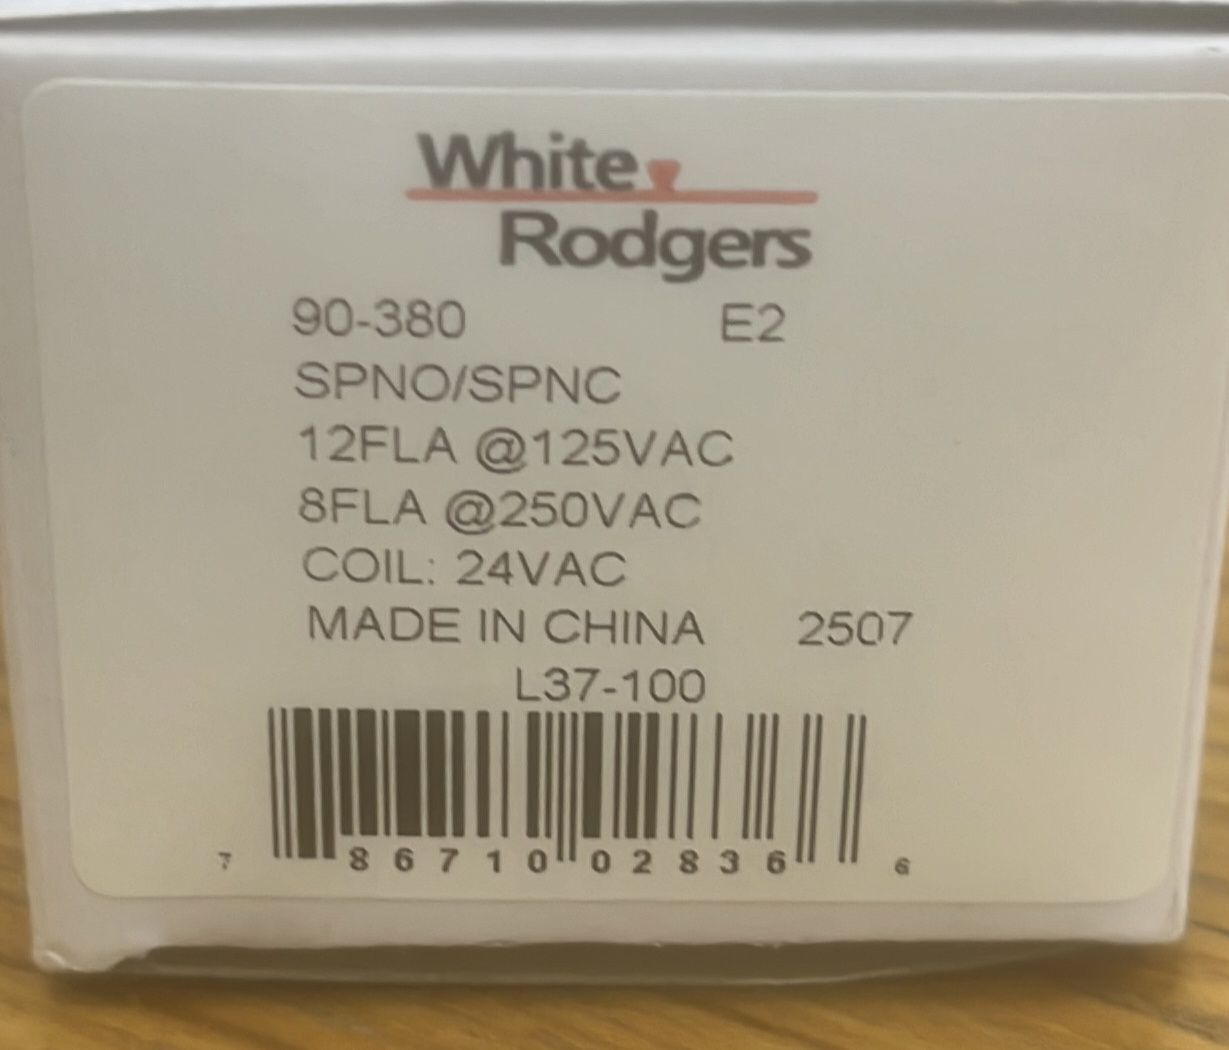 White
Rodgers
90-380 E2
SPNO/SPNC
12FLA @125VAC
8FLA @250VAC
COIL: 24VAC
MADE IN CHINA 2507
L37-100
7 86710 02836 6